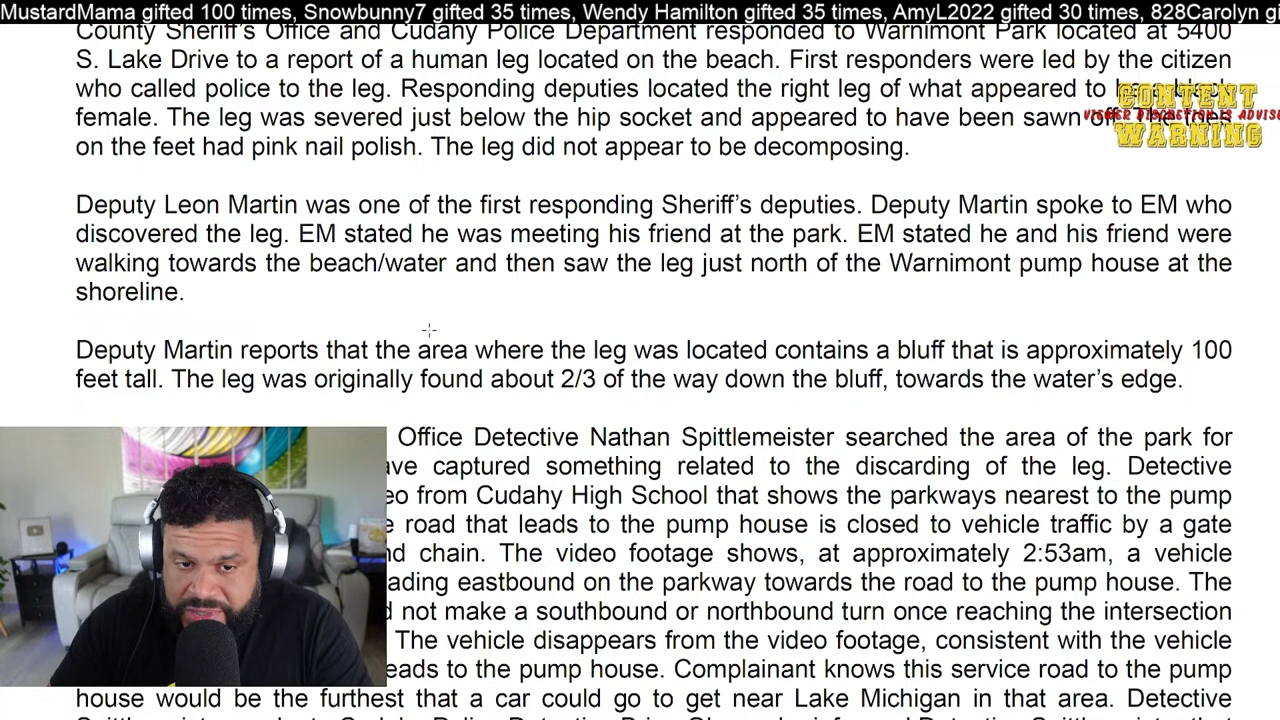 MustardMama gifted 100 times, Snowbunny7 gifted 35 times, Wendy Hamilton gifted 35 times, AmyL2022 gifted 30 times, 828Carolyn gi
County Sheriff's Office and Cudahy Police Department responded to Warnimont Park located at 5400
S. Lake Drive to a report of a human leg located on the beach. First responders were led by the citizen
who called police to the leg. Responding deputies located the right leg of what appeared to
female. The leg was severed just below the hip socket and appeared to have been sawn off. The toes
on the feet had pink nail polish. The leg did not appear to be decomposing.
CONTENT
VIEWER DISCRETION IS ADVIS
WARNING
Deputy Leon Martin was one of the first responding Sheriff's deputies. Deputy Martin spoke to EM who
discovered the leg. EM stated he was meeting his friend at the park. EM stated he and his friend were
walking towards the beach/water and then saw the leg just north of the Warnimont pump house at the
shoreline.
Deputy Martin reports that the area where the leg was located contains a bluff that is approximately 100
feet tall. The leg was originally found about 2/3 of the way down the bluff, towards the water's edge.
Office Detective Nathan Spittlemeister searched the area of the park for
ave captured something related to the discarding of the leg. Detective
eo from Cudahy High School that shows the parkways nearest to the pump
e road that leads to the pump house is closed to vehicle traffic by a gate
nd chain. The video footage shows, at approximately 2:53am, a vehicle
ading eastbound on the parkway towards the road to the pump house. The
d not make a southbound or northbound turn once reaching the intersection
The vehicle disappears from the video footage, consistent with the vehicle
eads to the pump house. Complainant knows this service road to the pump
house would be the furthest that a car could go to get near Lake Michigan in that area. Detective